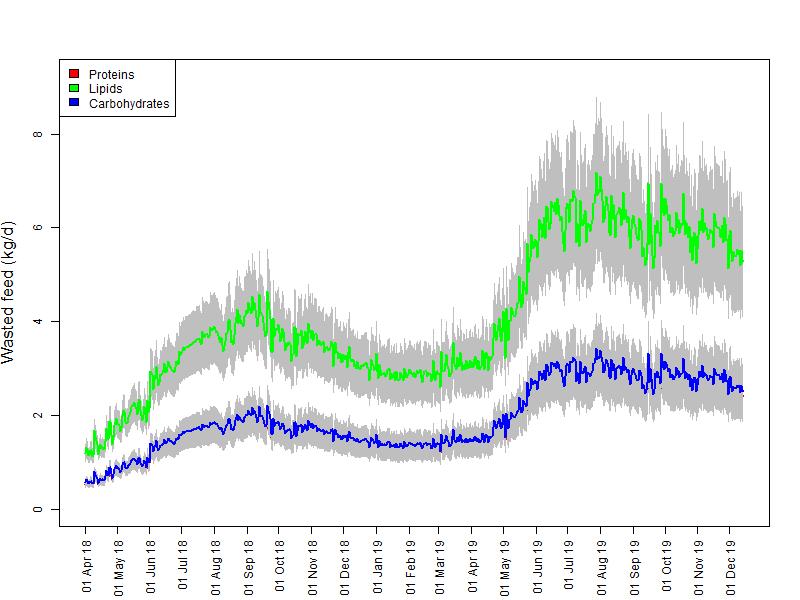 Proteins
Lipids
Carbohydrates
Wasted feed (kg/d)
8
6
4
2
0
01 Apr 18
01 May 18
01 Jun 18
01 Jul 18
01 Aug 18
01 Sep 18
01 Oct 18
01 Nov 18
01 Dec 18
01 Jan 19
01 Feb 19
01 Mar 19
01 Apr 19
01 May 19
01 Jun 19
01 Jul 19
01 Aug 19
01 Sep 19
01 Oct 19
01 Nov 19
01 Dec 19